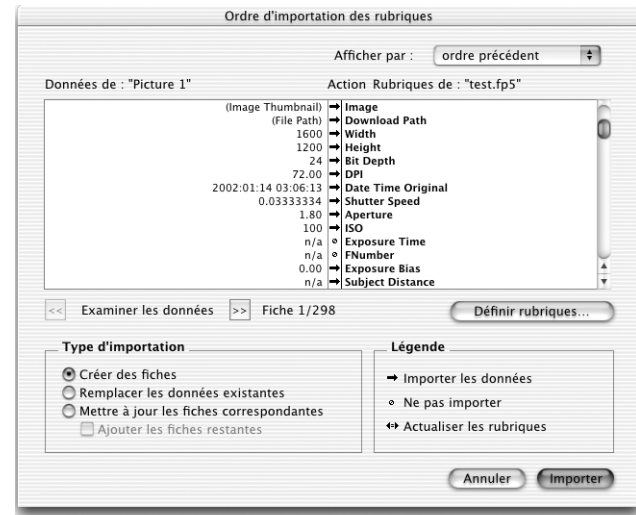 Ordre d'importation des rubriques
Afficher par : ordre précédent
Données de : "Picture 1" Action Rubriques de : "test.fp5"
(Image Thumbnail) → Image
(File Path) → Download Path
1600 → Width
1200 → Height
24 → Bit Depth
72.00 → DPI
2002:01:14 03:06:13 → Date Time Original
0.03333334 → Shutter Speed
1.80 → Aperture
100 → ISO
n/a Exposure Time
n/a FNumber
0.00 → Exposure Bias
n/a → Subject Distance
<< Examiner les données >> Fiche 1/298 Définir rubriques...
Type d'importation
Créer des fiches
Remplacer les données existantes
Mettre à jour les fiches correspondantes
Ajouter les fiches restantes
Légende
→ Importer les données
Ne pas importer
↔ Actualiser les rubriques
Annuler Importer